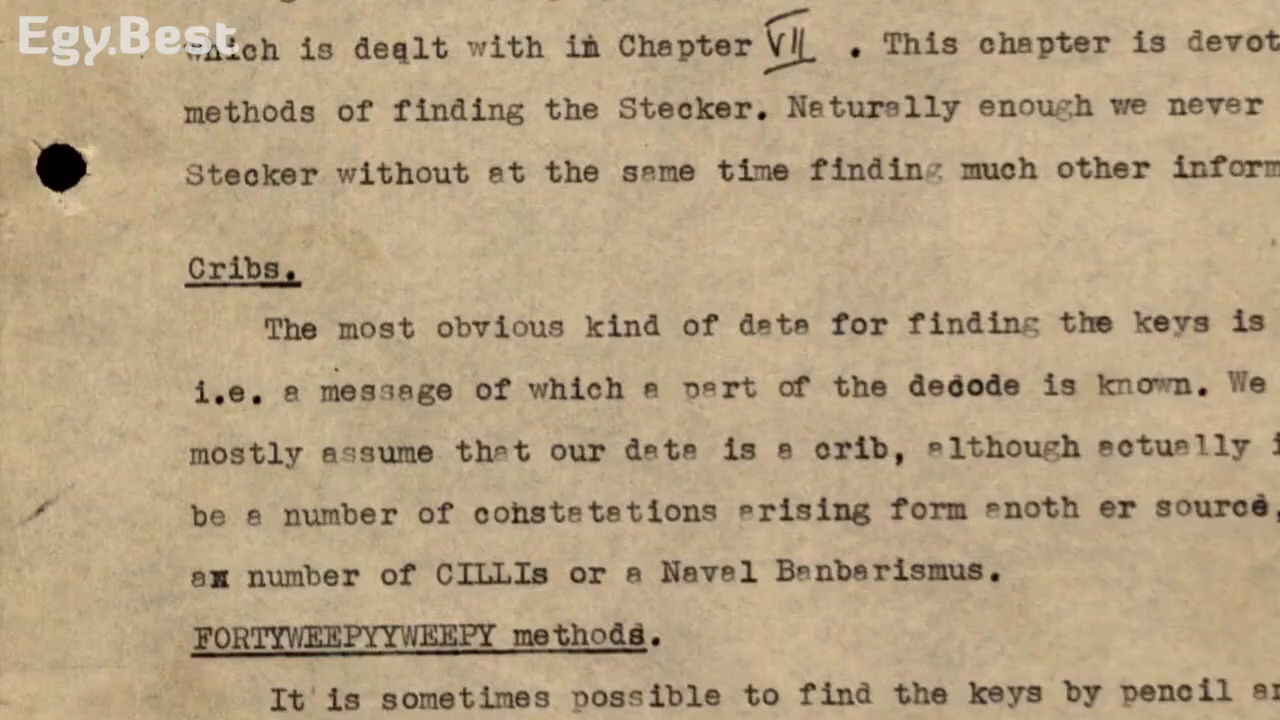 Egy.Best
which is dealt with in Chapter VII . This chapter is devot
methods of finding the Stecker. Naturally enough we never
Stecker without at the same time finding much other inform
Cribs.
The most obvious kind of data for finding the keys is
i.e. a message of which a part of the decode is known. We
mostly assume that our data is a crib, although actually i
be a number of constatations arising form anoth er source,
ax number of CILLIs or a Naval Banbarismus.
FORTYWEEPYYWEEPY methods.
It is sometimes possible to find the keys by pencil an